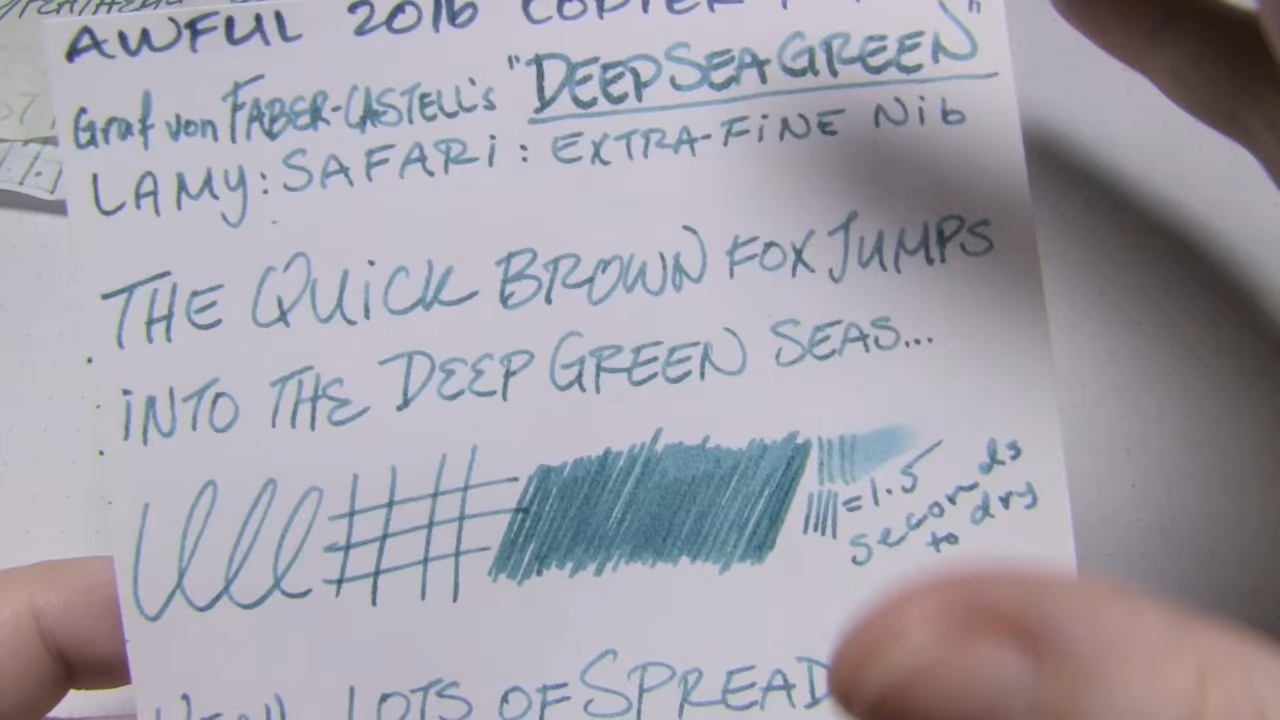 AWFUL 2016 COPIER
Graf von FABER-CASTELL's "DEEP SEA GREEN"
LAMY: SAFARi: EXTRA-FiNE Nib
THE QUiCK BROWN FOX JUMPS
iNTO THE DEEP GREEN SEAS...
= 1.5
seconds
to dry
LOTS OF SPREAD